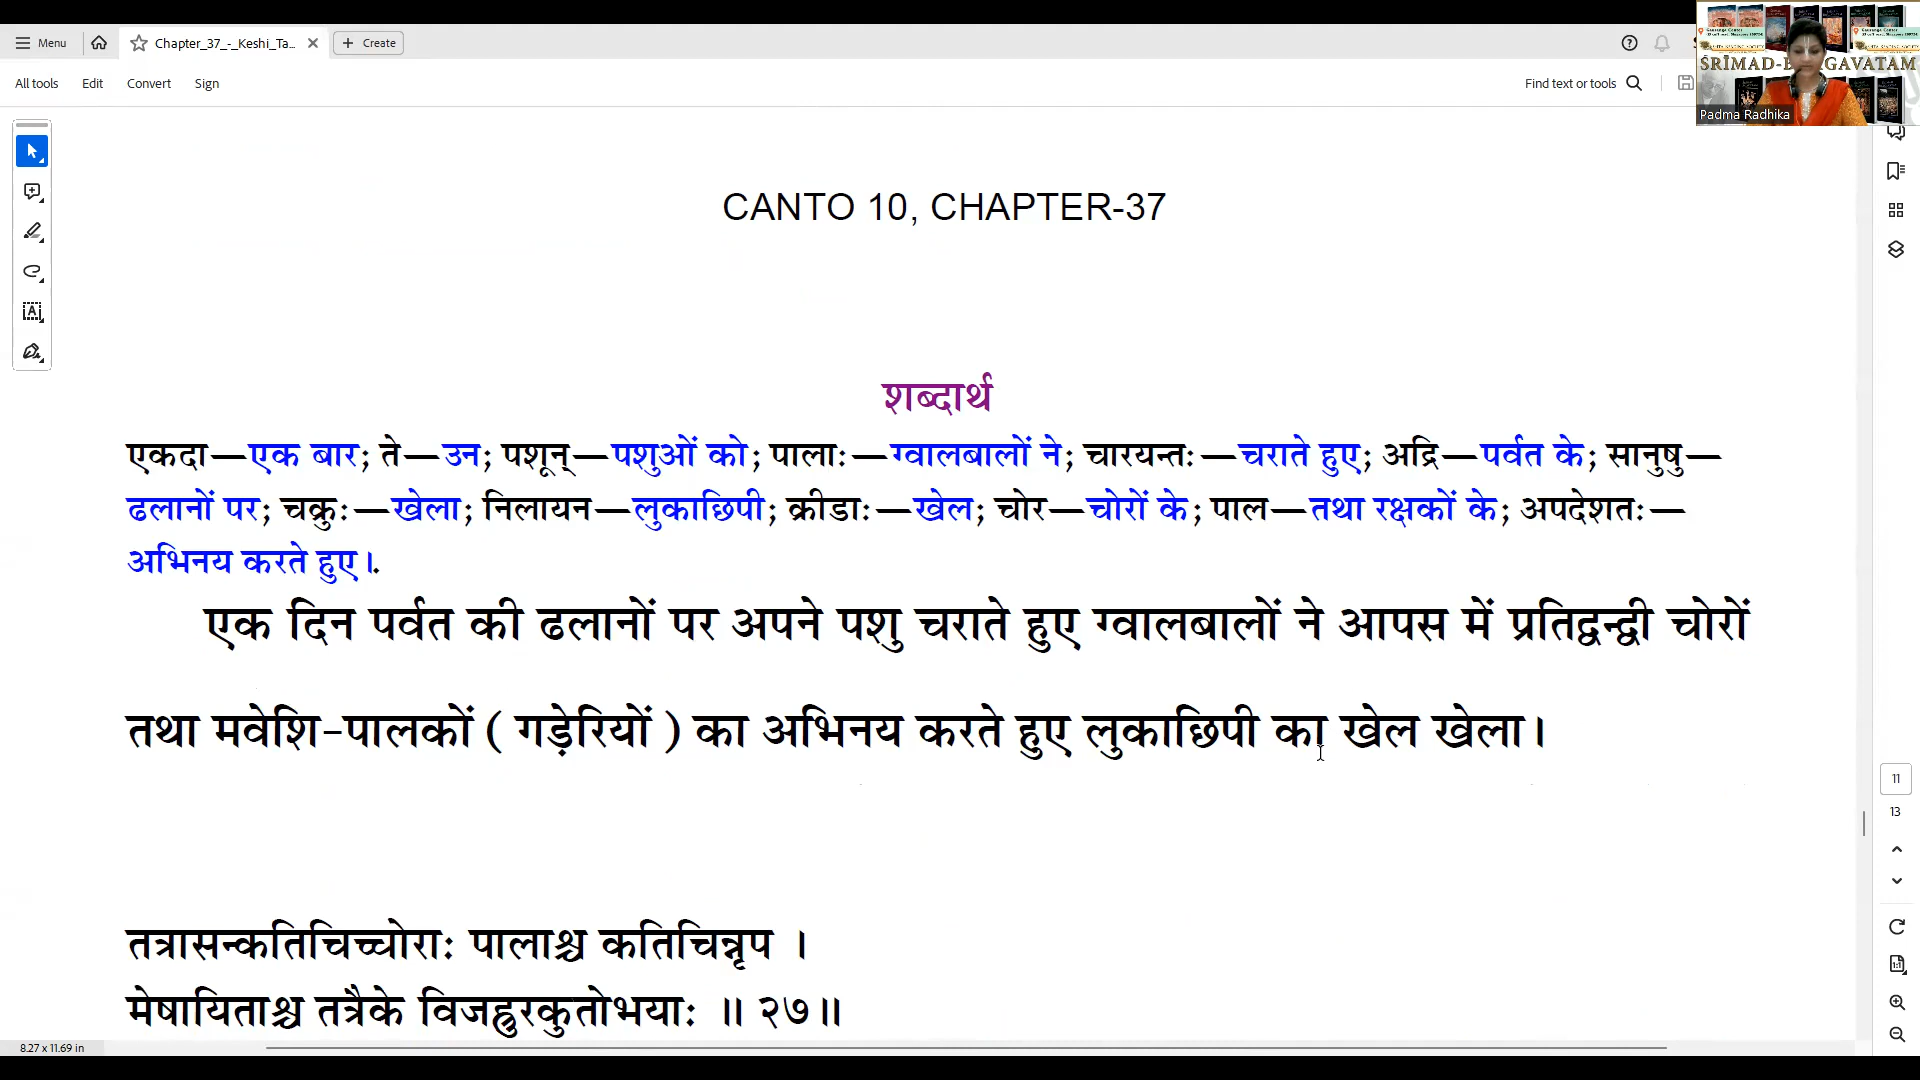 Menu
Chapter_37_-_Keshi_Ta...
Create
All tools
Edit
Convert
Sign
Find text or tools
ŚRĪMAD-BHĀGAVATAM
Padma Radhika
CANTO 10, CHAPTER-37
शब्दार्थ
एकदा—एक बार; ते—उन; पशून्—पशुओं को; पालाः—ग्वालबालों ने; चारयन्तः—चराते हुए; अद्रि—पर्वत के; सानुषु—
ढलानों पर; चक्रुः—खेला; निलायन—लुकाछिपी; क्रीडाः—खेल; चोर—चोरों के; पाल—तथा रक्षकों के; अपदेशतः—
अभिनय करते हुए।.
एक दिन पर्वत की ढलानों पर अपने पशु चराते हुए ग्वालबालों ने आपस में प्रतिद्वन्द्वी चोरों
तथा मवेशि-पालकों ( गड़ेरियों ) का अभिनय करते हुए लुकाछिपी का खेल खेला।
तत्रासन्कतिचिच्चोराः पालाश्च कतिचिन्नृप ।
मेषायिताश्च तत्रैके विजह्रुरकुतोभयाः ॥ २७॥
11
13
8.27 x 11.69 in